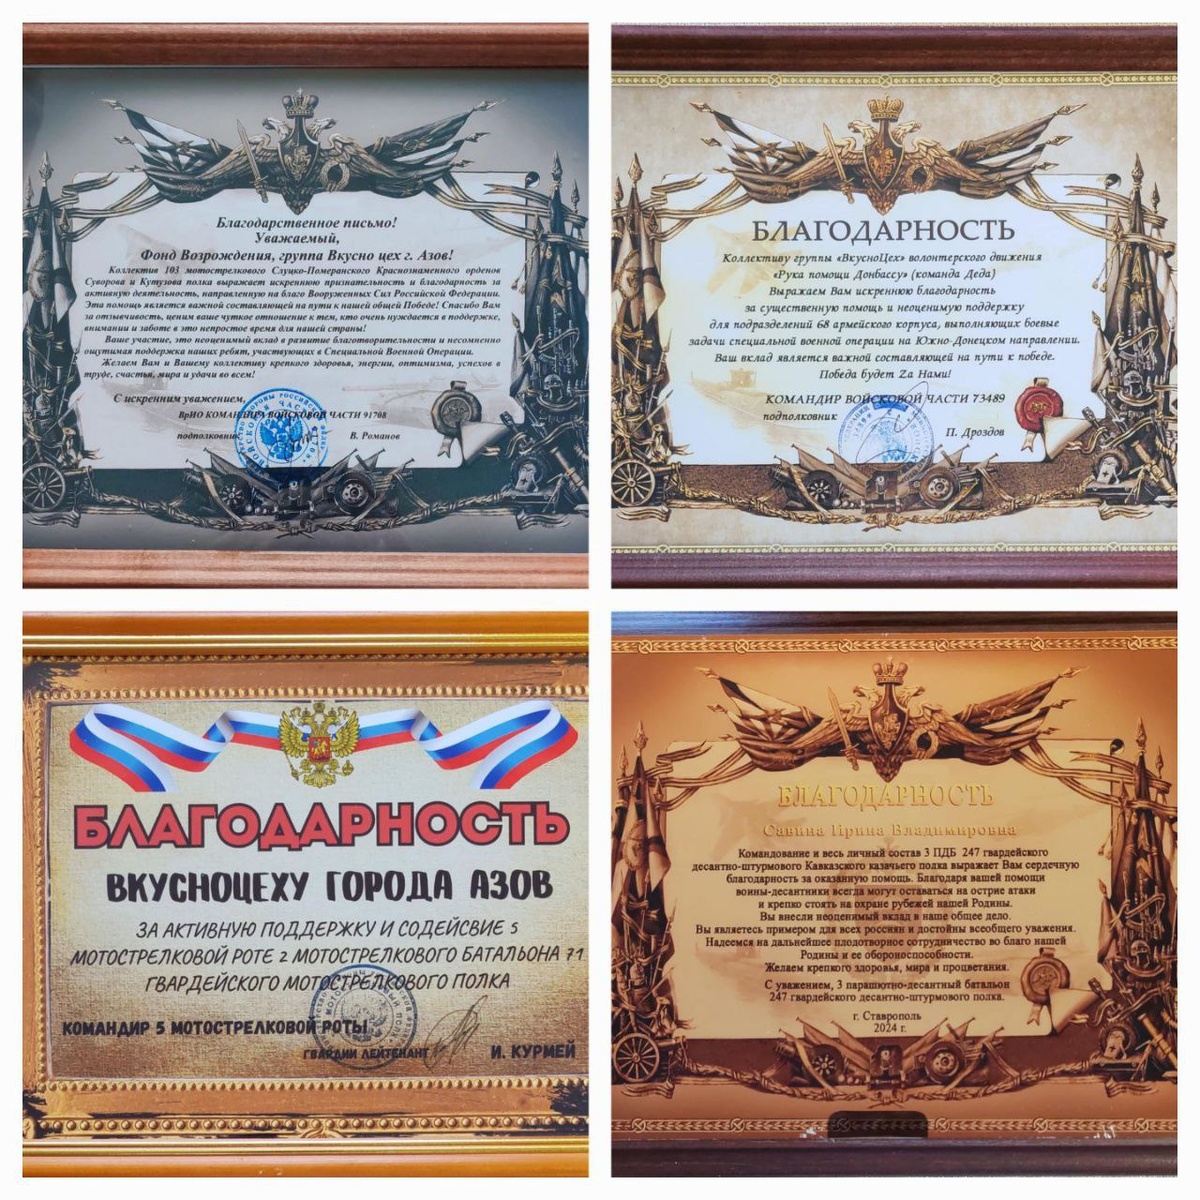 Благодарственное письмо!
Уважаемый,
Фонд Возрождения, группа Вкусно цех г. Азов!
Коллектив 103 мотострелкового Слуцко-Померанского Краснознаменного орденов
Суворова и Кутузова полка выражает искреннюю признательность и благодарность за
активную деятельность, направленную на благо Вооруженных Сил Российской Федерации.
Эта помощь является важной составляющей на пути к нашей общей Победе! Спасибо Вам
за отзывчивость, ценим ваше чуткое отношение к тем, кто очень нуждается в поддержке,
внимании и заботе в это непростое время для нашей страны!
Ваше участие, это неоценимый вклад в развитие благотворительности и несомненно
ощутимая поддержка наших ребят, участвующих в Специальной Военной Операции.
Желаем Вам и Вашему коллективу крепкого здоровья, энергии, оптимизма, успехов в
труде, счастья, мира и удачи во всем!
С искренним уважением,
ВрИО КОМАНДИРА ВОЙСКОВОЙ ЧАСТИ 91708
подполковник
В. Романов
БЛАГОДАРНОСТЬ
Коллективу группы «ВкусноЦех» волонтерского движения
«Рука помощи Донбассу» (команда Деда)
Выражаем Вам искреннюю благодарность
за существенную помощь и неоценимую поддержку
для подразделений 68 армейского корпуса, выполняющих боевые
задачи специальной военной операции на Южно-Донецком направлении.
Ваш вклад является важной составляющей на пути к победе.
Победа будет Zа Нами!
КОМАНДИР ВОЙСКОВОЙ ЧАСТИ 73489
подполковник
П. Дроздов
БЛАГОДАРНОСТЬ
ВКУСНОЦЕХУ ГОРОДА АЗОВ
ЗА АКТИВНУЮ ПОДДЕРЖКУ И СОДЕЙСВИЕ 5
МОТОСТРЕЛКОВОЙ РОТЕ 2 МОТОСТРЕЛКОВОГО БАТАЛЬОНА 71
ГВАРДЕЙСКОГО МОТОСТРЕЛКОВОГО ПОЛКА
КОМАНДИР 5 МОТОСТРЕЛКОВОЙ РОТЫ
ГВАРДИИ ЛЕЙТЕНАНТ
И. КУРМЕЙ
БЛАГОДАРНОСТЬ
Савина Ирина Владимировна
Командование и весь личный состав 3 ПДБ 247 гвардейского
десантно-штурмового Кавказского казачьего полка выражает Вам сердечную
благодарность за оказанную помощь. Благодаря вашей помощи
воины-десантники всегда могут оставаться на острие атаки
и крепко стоять на охране рубежей нашей Родины.
Вы внесли неоценимый вклад в наше общее дело.
Вы являетесь примером для всех россиян и достойны всеобщего уважения.
Надеемся на дальнейшее плодотворное сотрудничество во благо нашей
Родины и ее обороноспособности.
Желаем крепкого здоровья, мира и процветания.
С уважением, 3 парашютно-десантный батальон
247 гвардейского десантно-штурмового полка.
г. Ставрополь
2024 г.